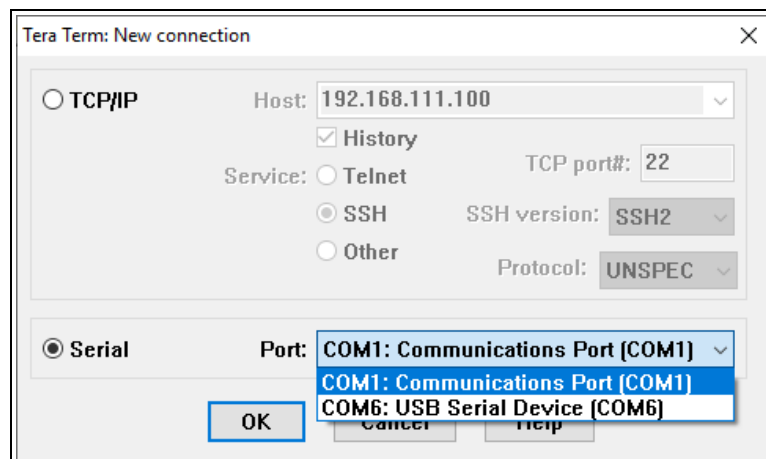 Tera Term: New connection
TCP/IP Host: 192.168.111.100
History
Service: Telnet TCP port#: 22
SSH SSH version: SSH2
Other Protocol: UNSPEC
Serial Port: COM1: Communications Port (COM1)
COM1: Communications Port (COM1)
COM6: USB Serial Device (COM6)
OK Cancel Help